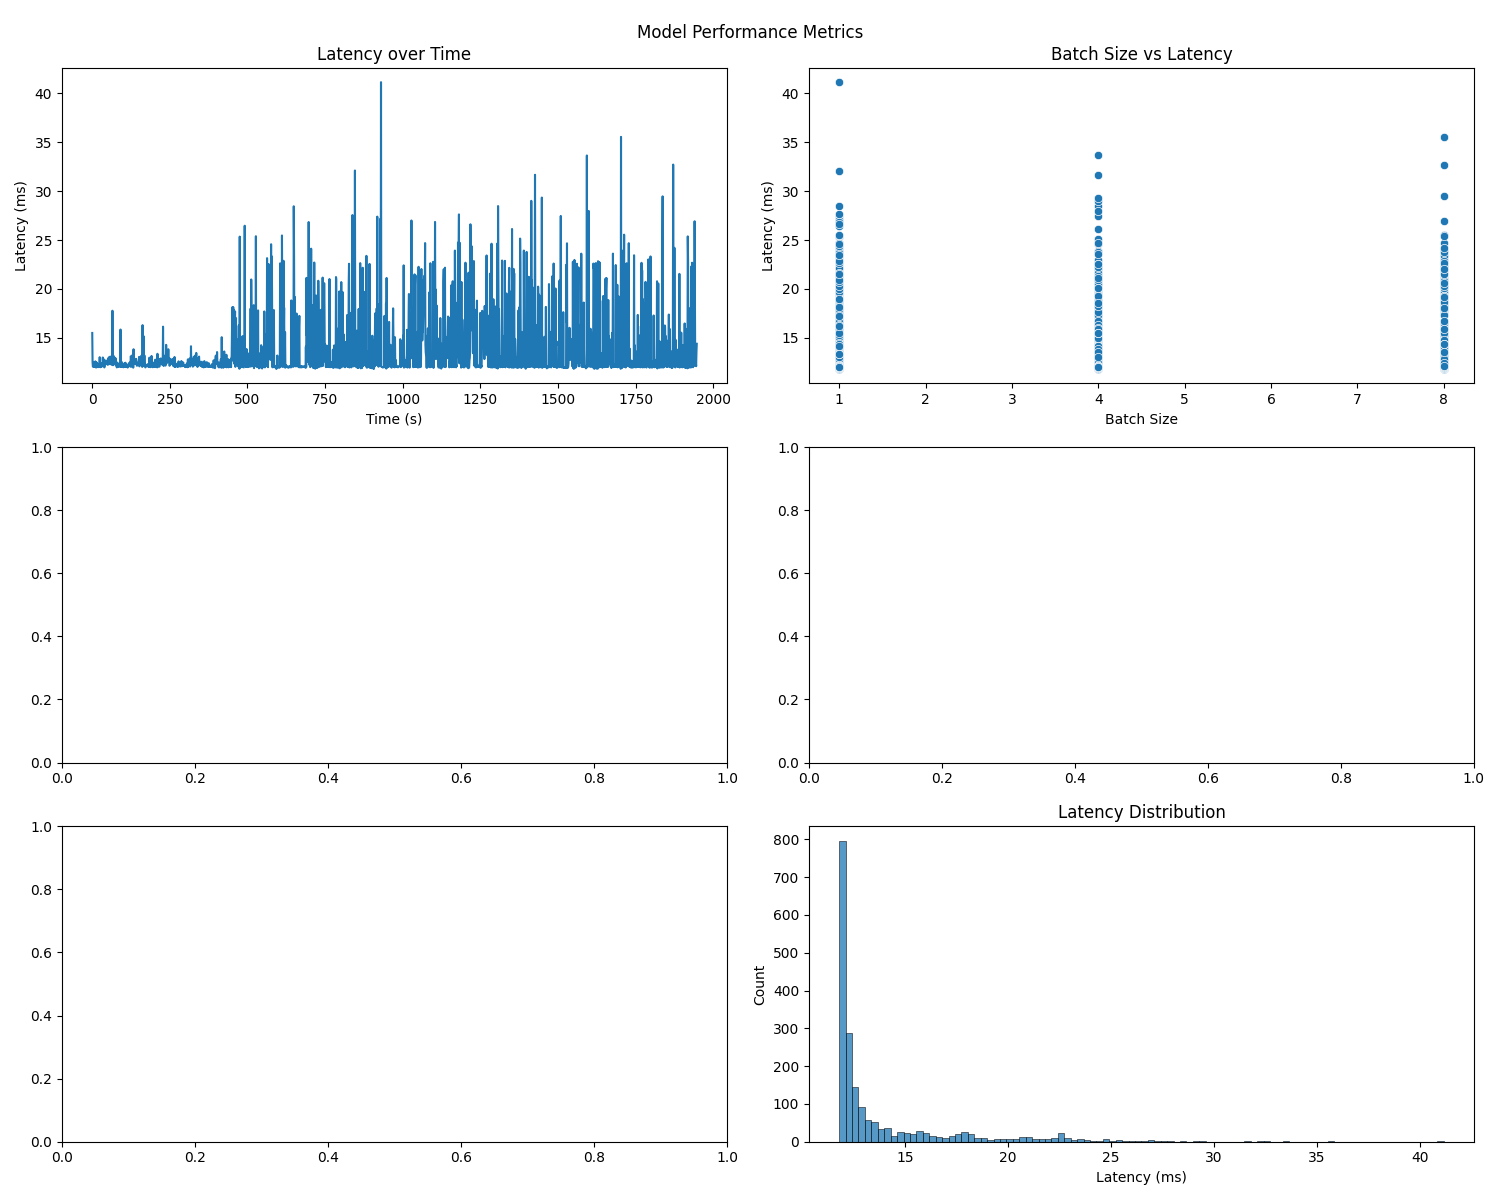 Model Performance Metrics
Latency over Time
Latency (ms)
40
35
30
25
20
15
0 250 500 750 1000 1250 1500 1750 2000
Time (s)
Batch Size vs Latency
Latency (ms)
40
35
30
25
20
15
1 2 3 4 5 6 7 8
Batch Size
1.0
0.8
0.6
0.4
0.2
0.0
0.0 0.2 0.4 0.6 0.8 1.0
1.0
0.8
0.6
0.4
0.2
0.0
0.0 0.2 0.4 0.6 0.8 1.0
1.0
0.8
0.6
0.4
0.2
0.0
0.0 0.2 0.4 0.6 0.8 1.0
Latency Distribution
Count
800
700
600
500
400
300
200
100
0
15 20 25 30 35 40
Latency (ms)